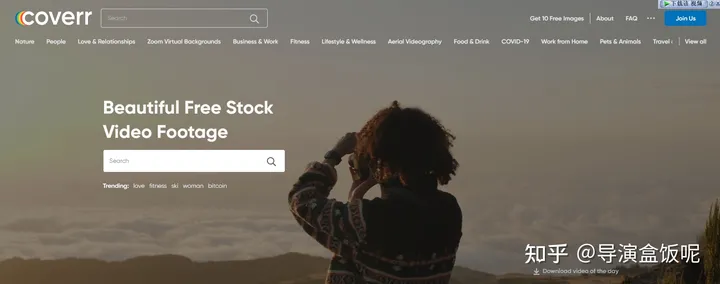 coverr
Search
Get 10 Free Images
About
FAQ
Join Us
下载该视频
Nature People Love & Relationships Zoom Virtual Backgrounds Business & Work Fitness Lifestyle & Wellness Aerial Videography Food & Drink COVID-19 Work from Home Pets & Animals Travel View all
Beautiful Free Stock
Video Footage
Search
Trending: love fitness ski woman bitcoin
知乎 @导演盒饭呢
Download video of the day